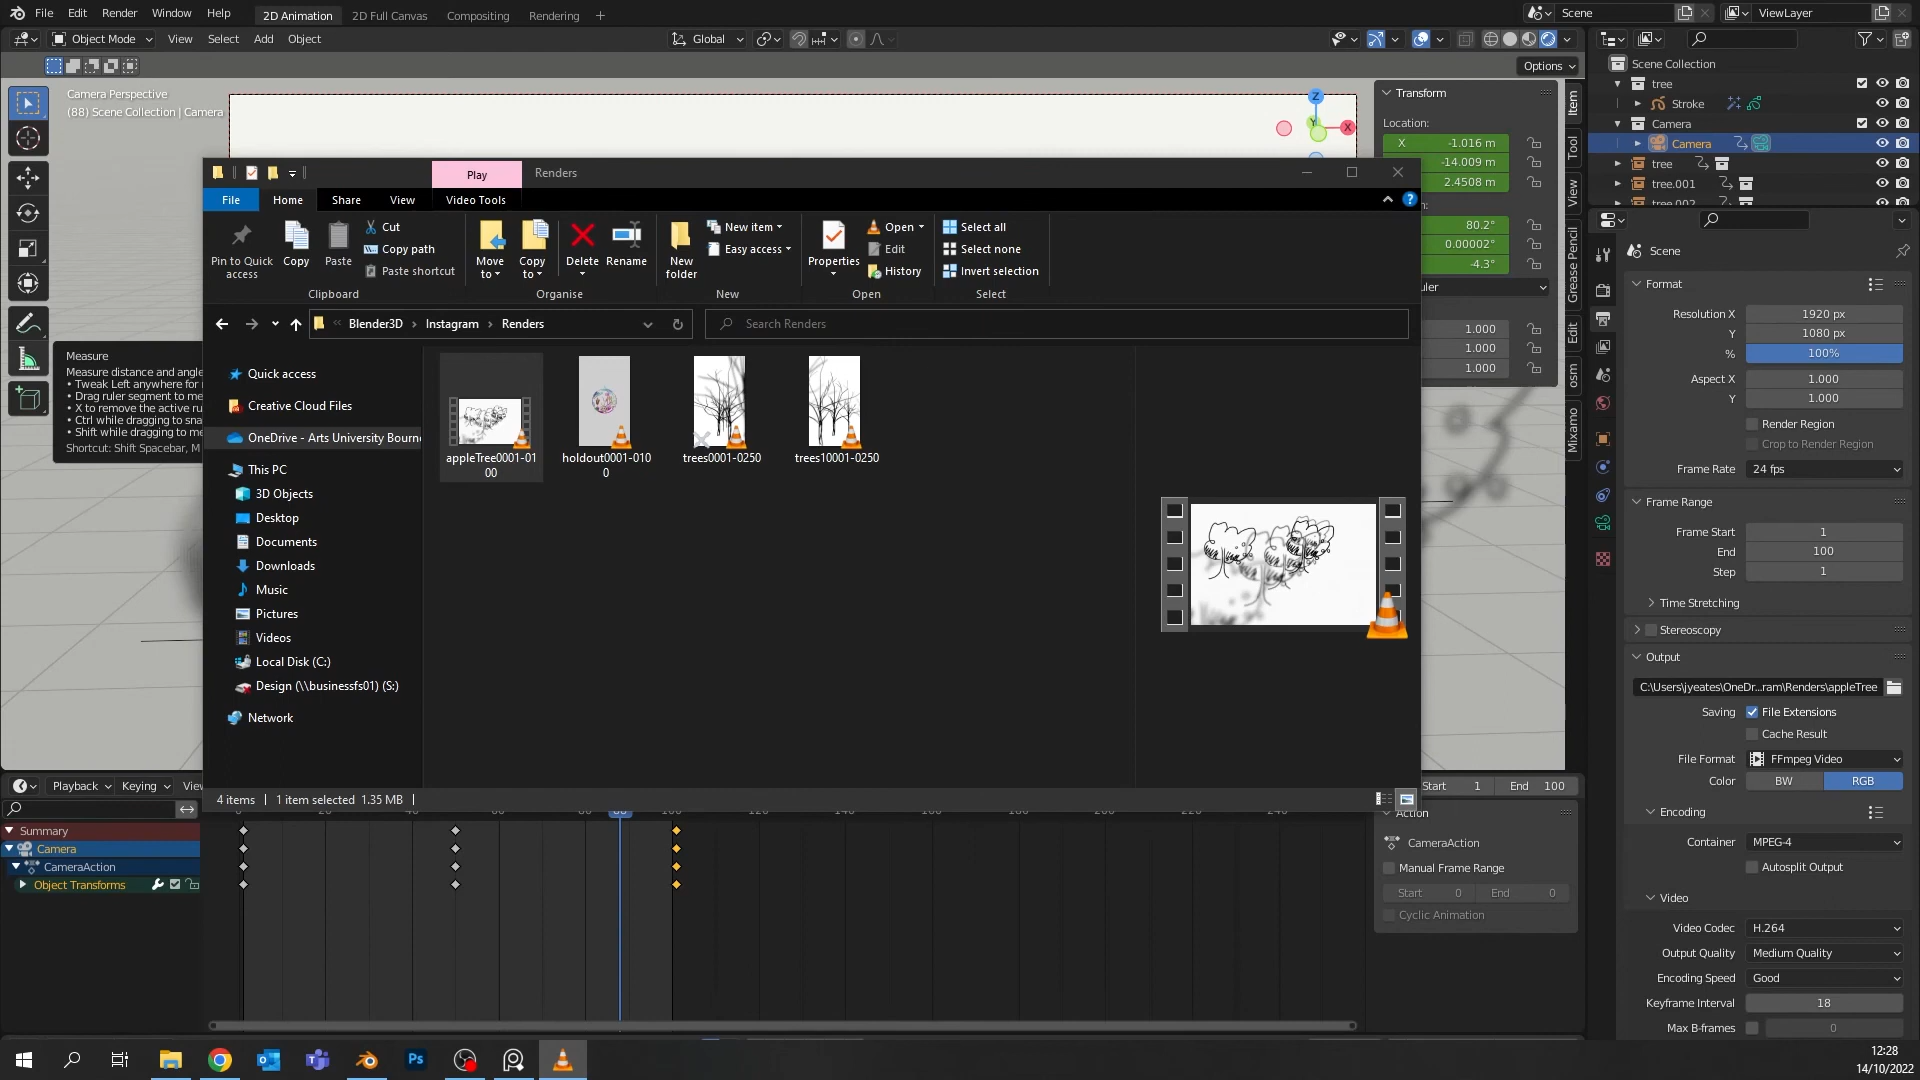 File Edit Render Window Help 2D Animation 2D Full Canvas Compositing Rendering + Scene ViewLayer
Object Mode View Select Add Object Global
Options
Camera Perspective
(88) Scene Collection | Camera
Z
Y X
Item
Tool
View
Grease Pencil
Edit
osm
Mixamo
Transform
Location:
X -1.016 m
-14.009 m
2.4508 m
80.2°
0.00002°
-4.3°
1.000
1.000
1.000
Measure
Measure distance and angle
• Tweak Left anywhere for
• Drag ruler segment to me
• X to remove the active ru
• Ctrl while dragging to sna
• Shift while dragging to me
Shortcut: Shift Spacebar, M
Play Renders
File Home Share View Video Tools
Pin to Quick access
Copy
Paste
Cut
Copy path
Paste shortcut
Clipboard
Move to
Copy to
Delete
Rename
Organise
New folder
New item
Easy access
New
Properties
Open
Edit
History
Open
Select all
Select none
Invert selection
Select
« Blender3D › Instagram › Renders
Search Renders
Quick access
Creative Cloud Files
OneDrive - Arts University Bourn
This PC
3D Objects
Desktop
Documents
Downloads
Music
Pictures
Videos
Local Disk (C:)
Design (\\businessfs01) (S:)
Network
appleTree0001-01
00
holdout0001-010
0
trees0001-0250
trees10001-0250
4 items 1 item selected 1.35 MB
Scene Collection
tree
Stroke
Camera
Camera
tree
tree.001
tree.002
Scene
Format
Resolution X 1920 px
Y 1080 px
% 100%
Aspect X 1.000
Y 1.000
Render Region
Crop to Render Region
Frame Rate 24 fps
Frame Range
Frame Start 1
End 100
Step 1
Time Stretching
Stereoscopy
Output
C:\Users\jyeates\OneDr...ram\Renders\appleTree
Saving File Extensions
Cache Result
File Format FFmpeg Video
Color BW RGB
Encoding
Container MPEG-4
Autosplit Output
Video
Video Codec H.264
Output Quality Medium Quality
Encoding Speed Good
Keyframe Interval 18
Max B-frames 0
Playback Keying Start 1 End 100
Summary
Camera
CameraAction
Object Transforms
Action
CameraAction
Manual Frame Range
Start 0 End 0
Cyclic Animation
Ps
12:28
14/10/2022